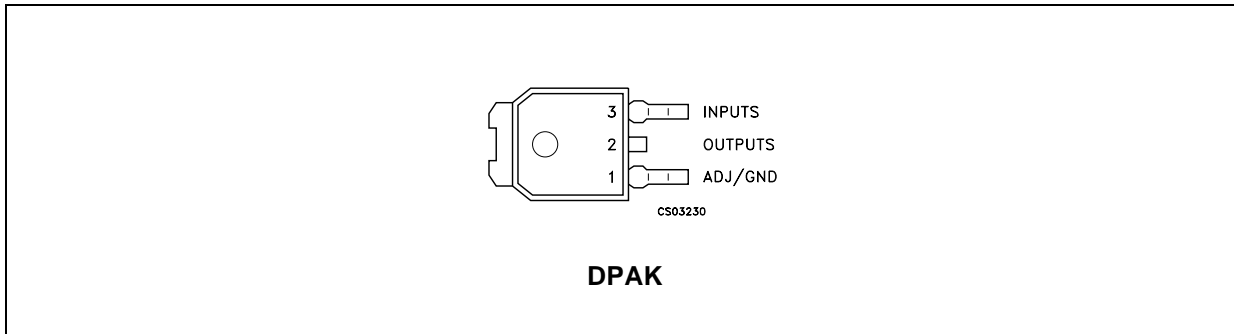 3 INPUTS
2 OUTPUTS
1 ADJ/GND
CS03230
DPAK